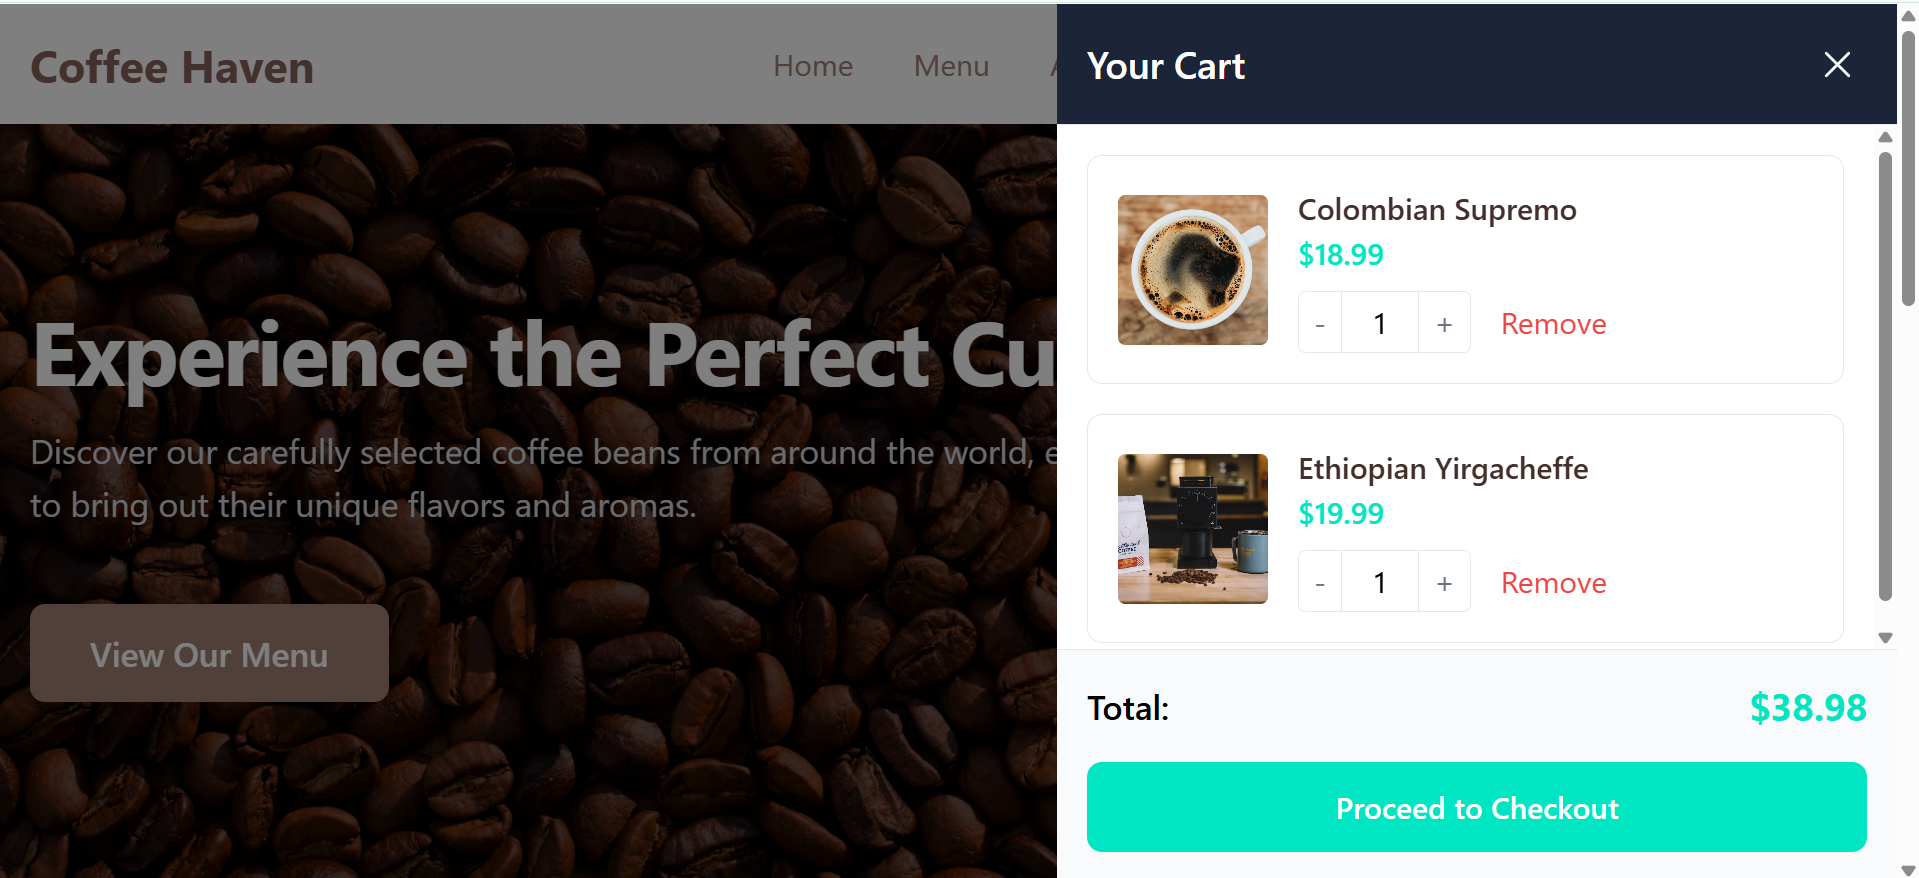 Coffee Haven
Home
Menu
Your Cart
Experience the Perfect Cu
Discover our carefully selected coffee beans from around the world, e
to bring out their unique flavors and aromas.
View Our Menu
Colombian Supremo
$18.99
- 1 + Remove
Ethiopian Yirgacheffe
$19.99
- 1 + Remove
Total: $38.98
Proceed to Checkout